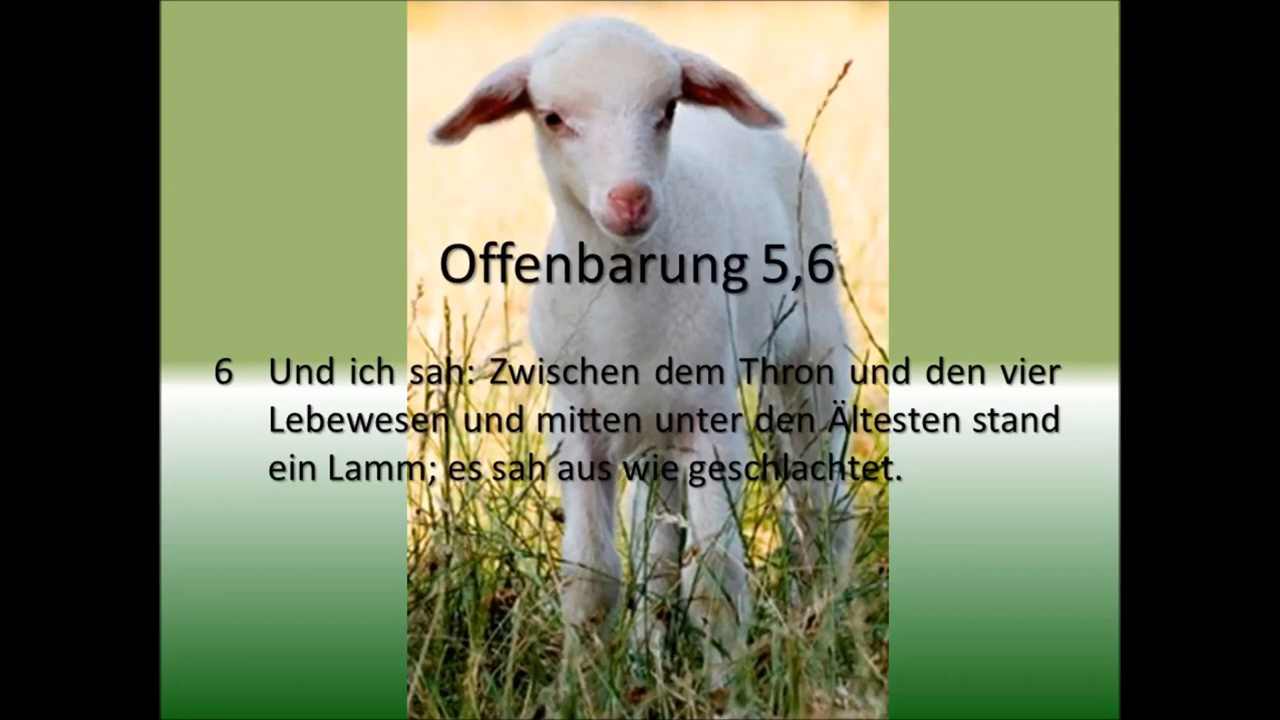 Offenbarung 5,6
6 Und ich sah: Zwischen dem Thron und den vier
Lebewesen und mitten unter den Ältesten stand
ein Lamm; es sah aus wie geschlachtet.